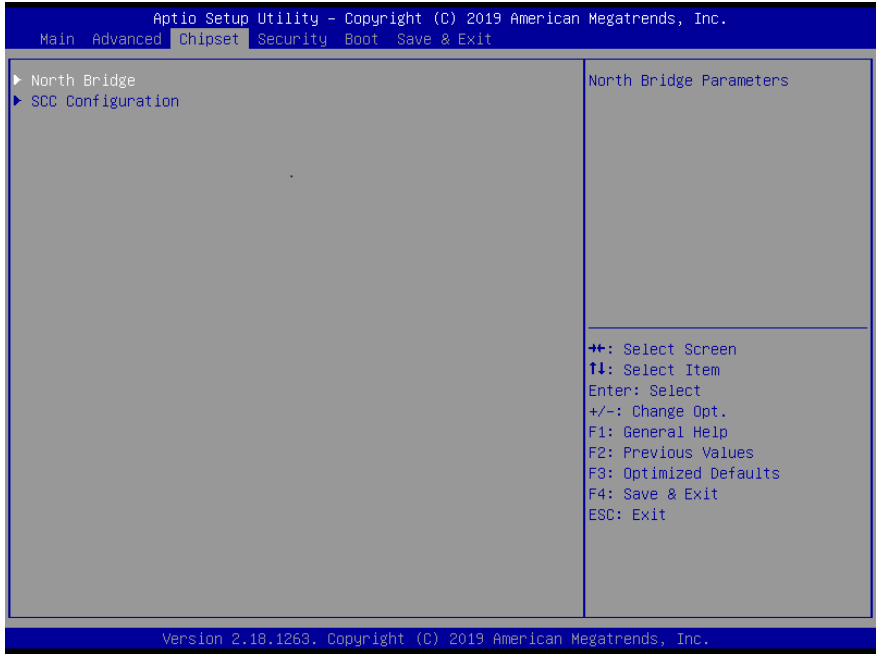 Aptio Setup Utility – Copyright (C) 2019 American Megatrends, Inc.
Main Advanced Chipset Security Boot Save & Exit
▶ North Bridge
▶ SCC Configuration
North Bridge Parameters
→←: Select Screen
↑↓: Select Item
Enter: Select
+/-: Change Opt.
F1: General Help
F2: Previous Values
F3: Optimized Defaults
F4: Save & Exit
ESC: Exit
Version 2.18.1263. Copyright (C) 2019 American Megatrends, Inc.